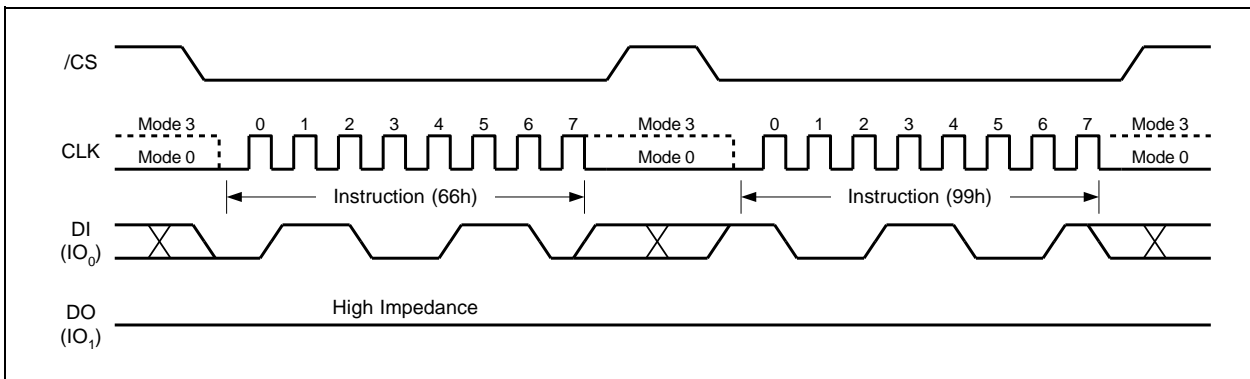 /CS
Mode 3 0 1 2 3 4 5 6 7 Mode 3 0 1 2 3 4 5 6 7 Mode 3
CLK
Mode 0 Mode 0 Mode 0
Instruction (66h) Instruction (99h)
DI
(IO₀)
High Impedance
DO
(IO₁)